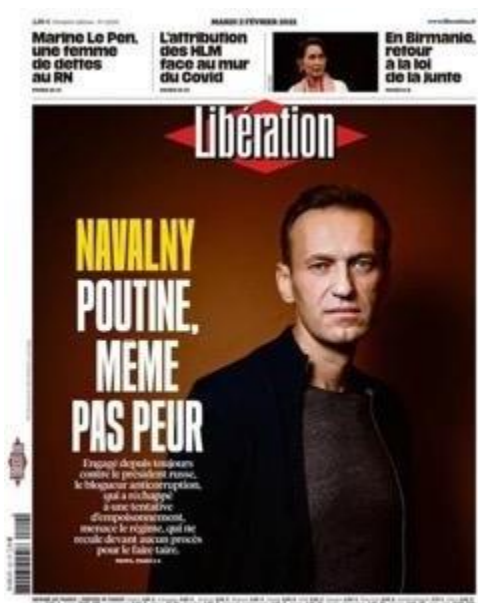 MARDI 2 FÉVRIER 2021
www.liberation.fr
Marine Le Pen,
une femme
de dettes
au RN
L'attribution
des HLM
face au mur
du Covid
En Birmanie,
retour
à la loi
de la junte
Libération
NAVALNY
POUTINE,
MEME
PAS PEUR
Engagé depuis toujours
contre le président russe,
le blogueur anticorruption,
qui a réchappé
à une tentative
d'empoisonnement,
menace le régime, qui ne
recule devant aucun procès
pour le faire taire.